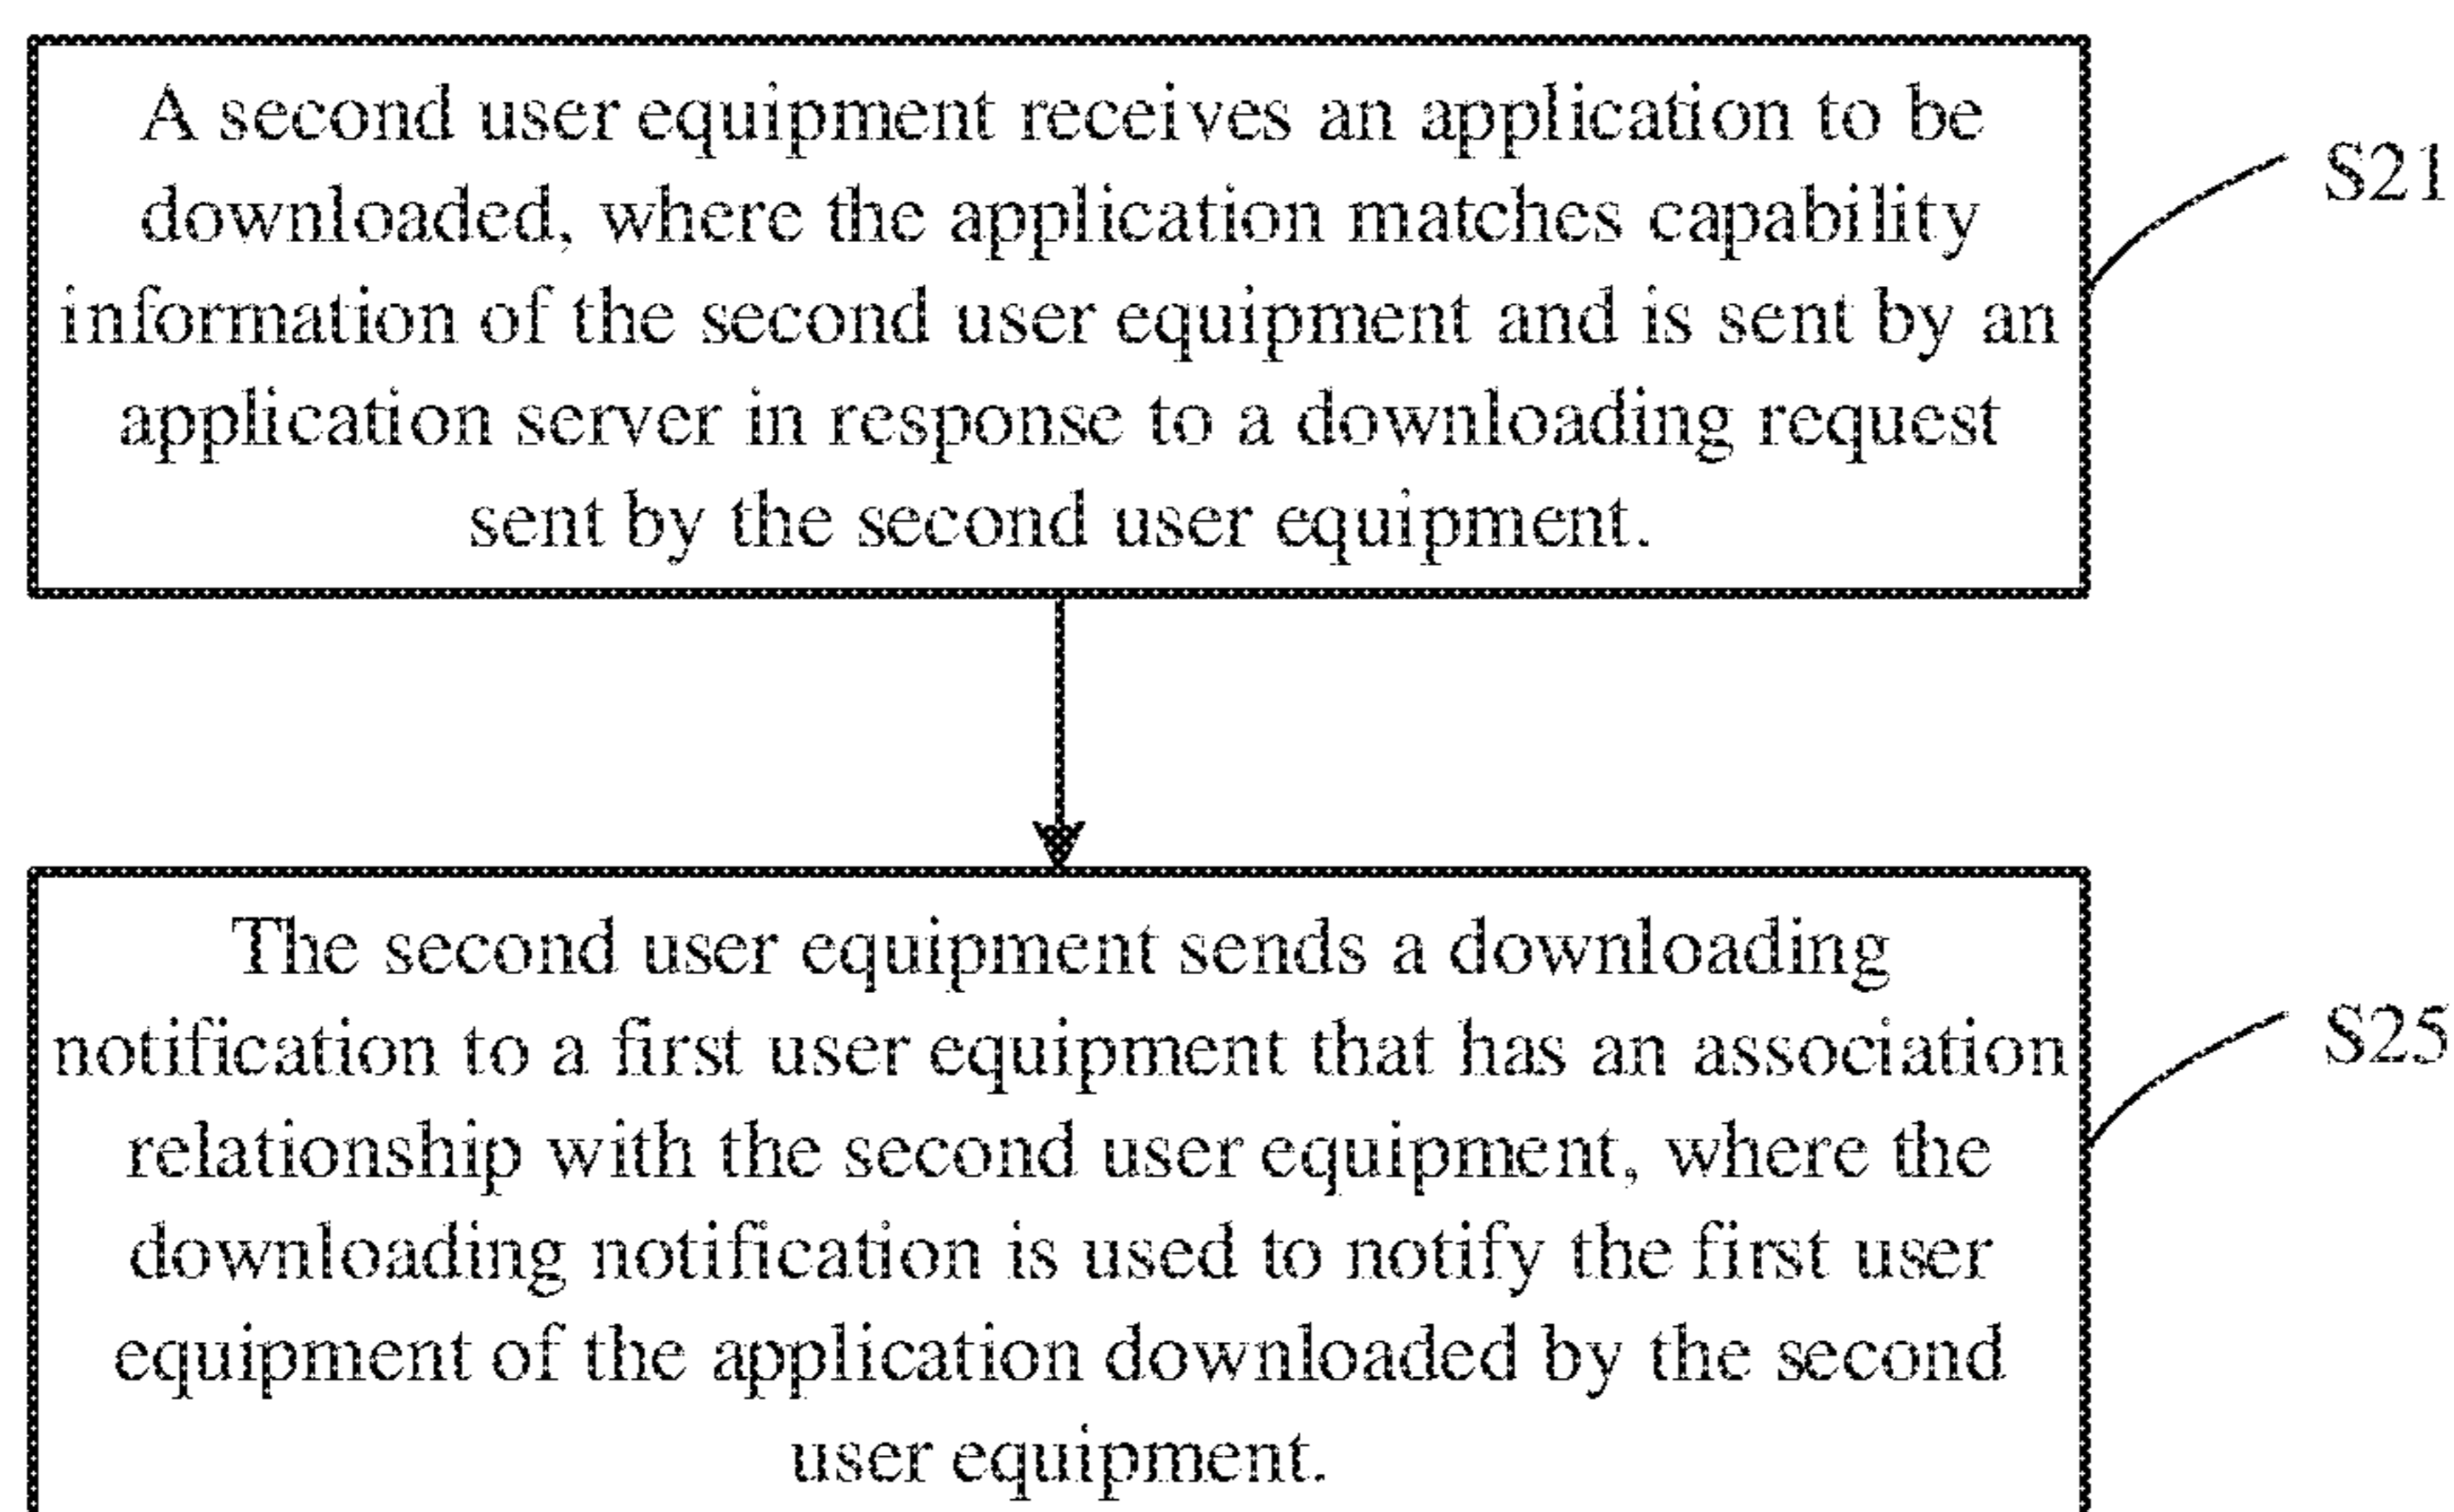 A second user equipment receives an application to be
downloaded, where the application matches capability
information of the second user equipment and is sent by an
application server in response to a downloading request
sent by the second user equipment.
S21
The second user equipment sends a downloading
notification to a first user equipment that has an association
relationship with the second user equipment, where the
downloading notification is used to notify the first user
equipment of the application downloaded by the second
user equipment.
S25